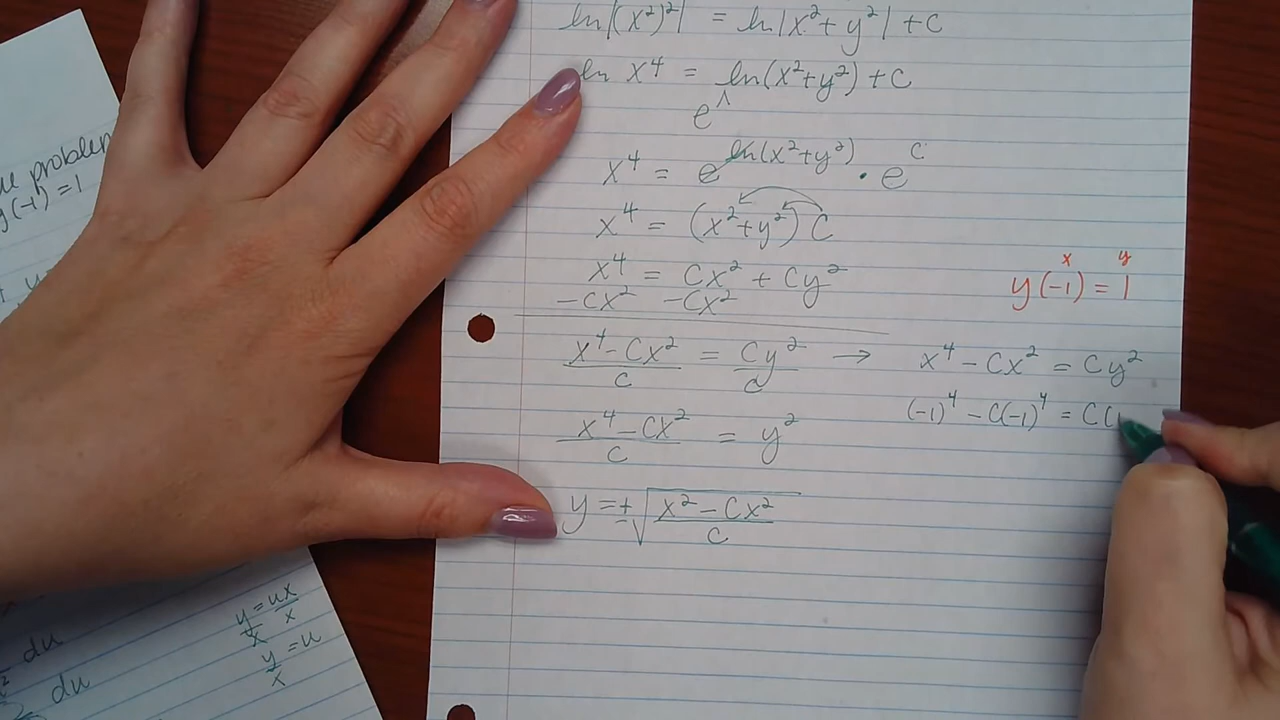 ln|(x²)²| = ln|x²+y²| + C
ln x⁴ = ln(x²+y²) + C
e^
x⁴ = e^ln(x²+y²) · e^C
x⁴ = (x²+y²)C
x⁴ = Cx² + Cy²
-Cx² -Cx²
x⁴-Cx²/C = Cy²/C →
x⁴-Cx²/C = y²
y = ±√(x²-Cx²/C)
x y
y(-1) = 1
x⁴ - Cx² = Cy²
(-1)⁴ - C(-1)⁴ = C(1
problem
y(-1) = 1
du
du
y/x = ux/x
y/x = u